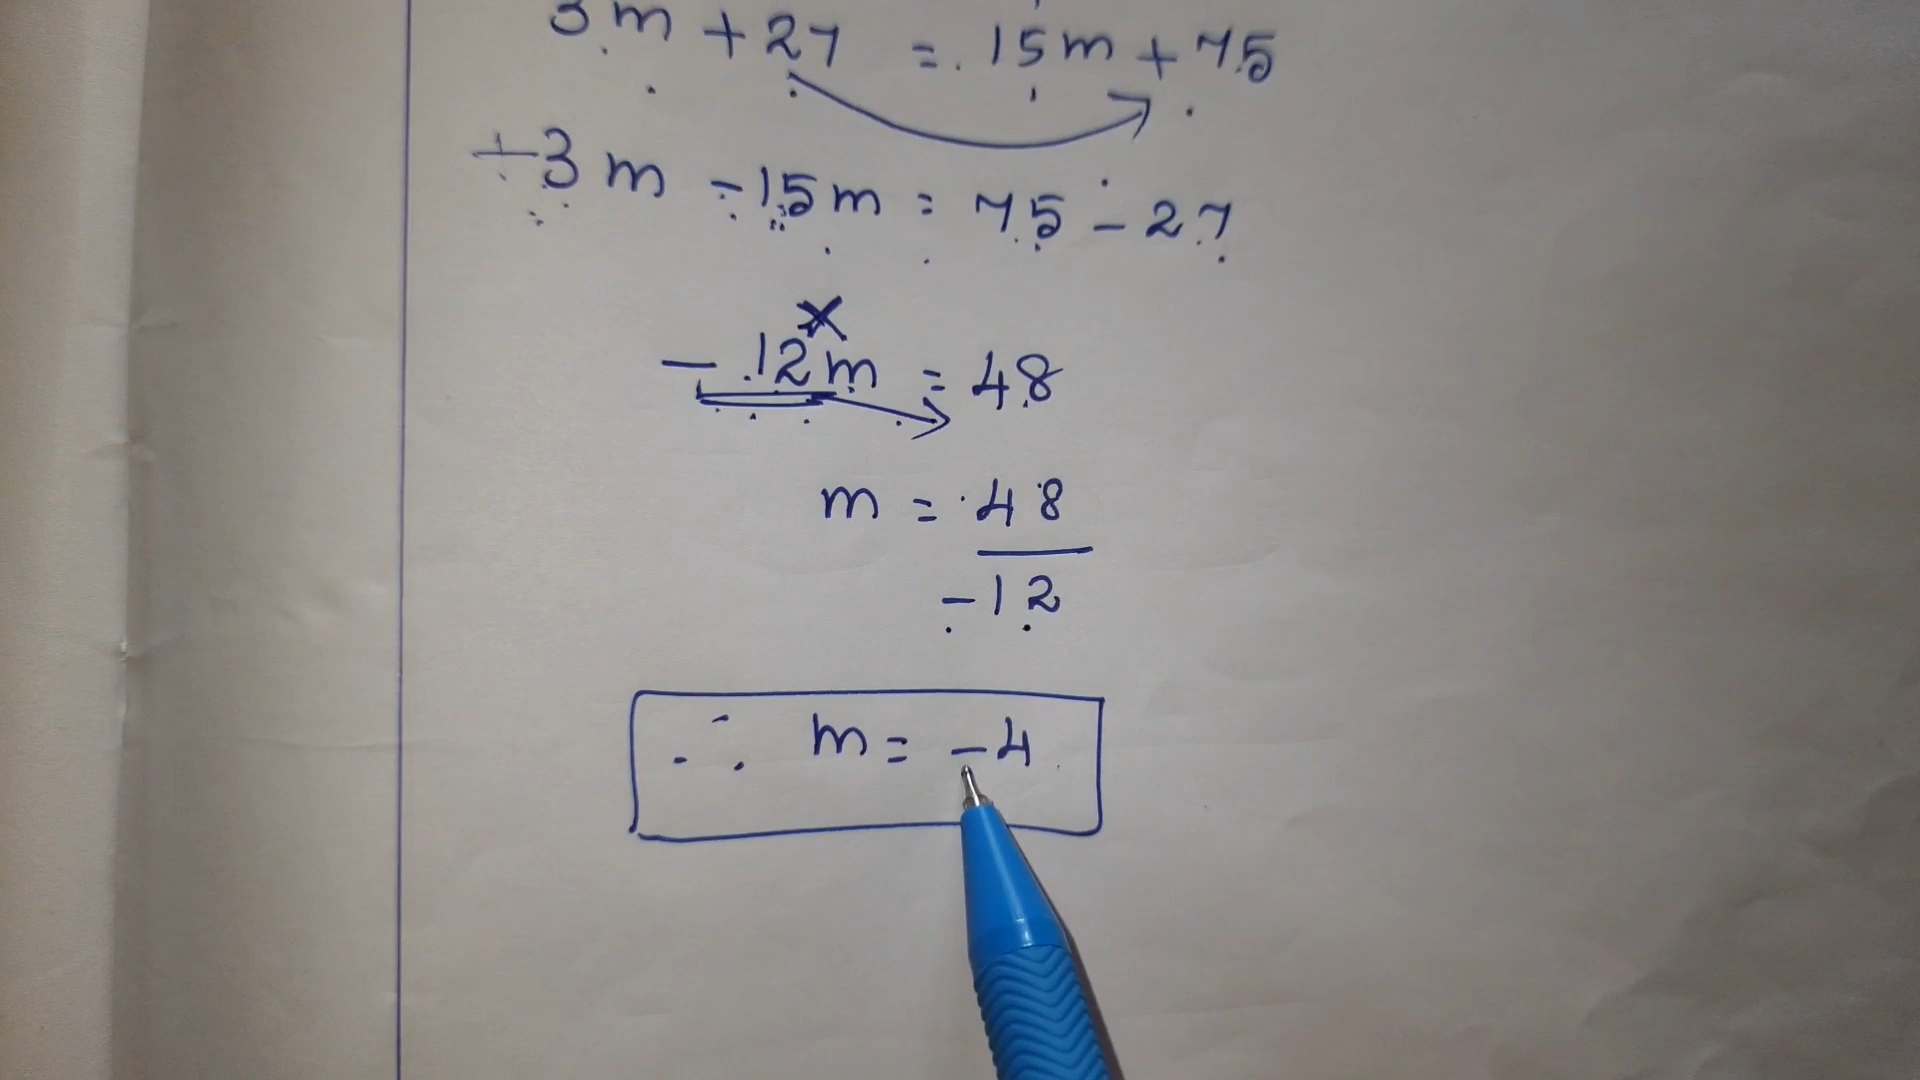 3m + 27 = 15m + 75
+3m - 15m = 75 - 27
×
- 12m = 48
m = 48
-12
∴ m = -4